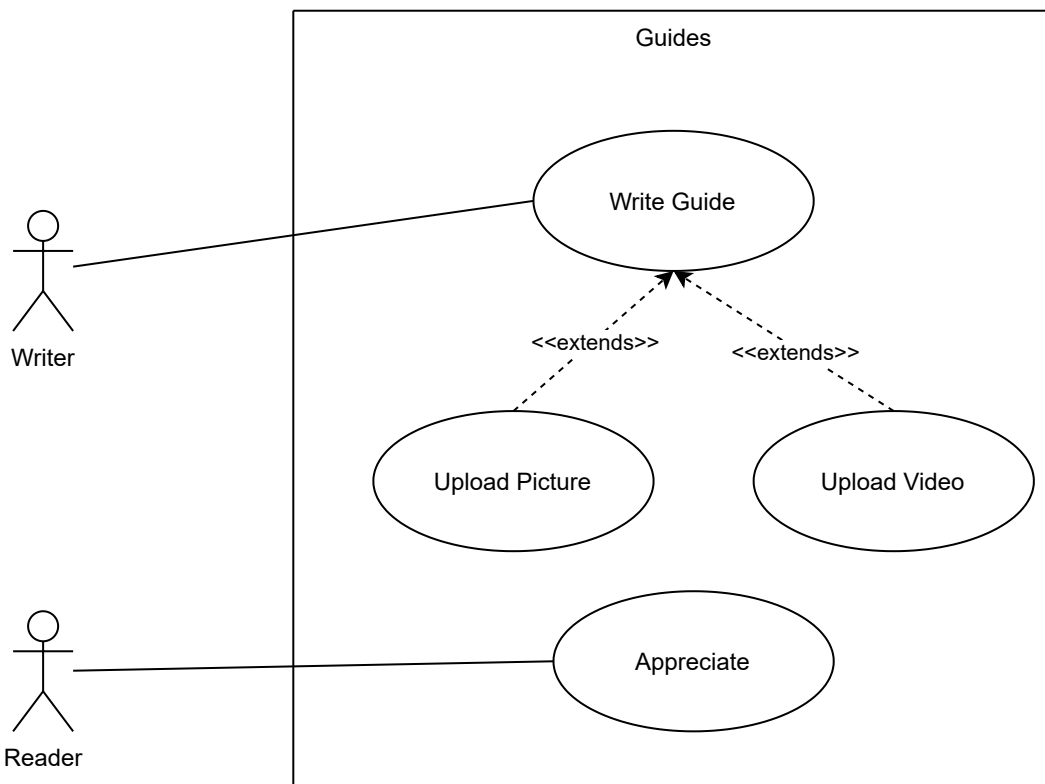 Guides
Write Guide
Writer
<<extends>>
<<extends>>
Upload Picture
Upload Video
Appreciate
Reader